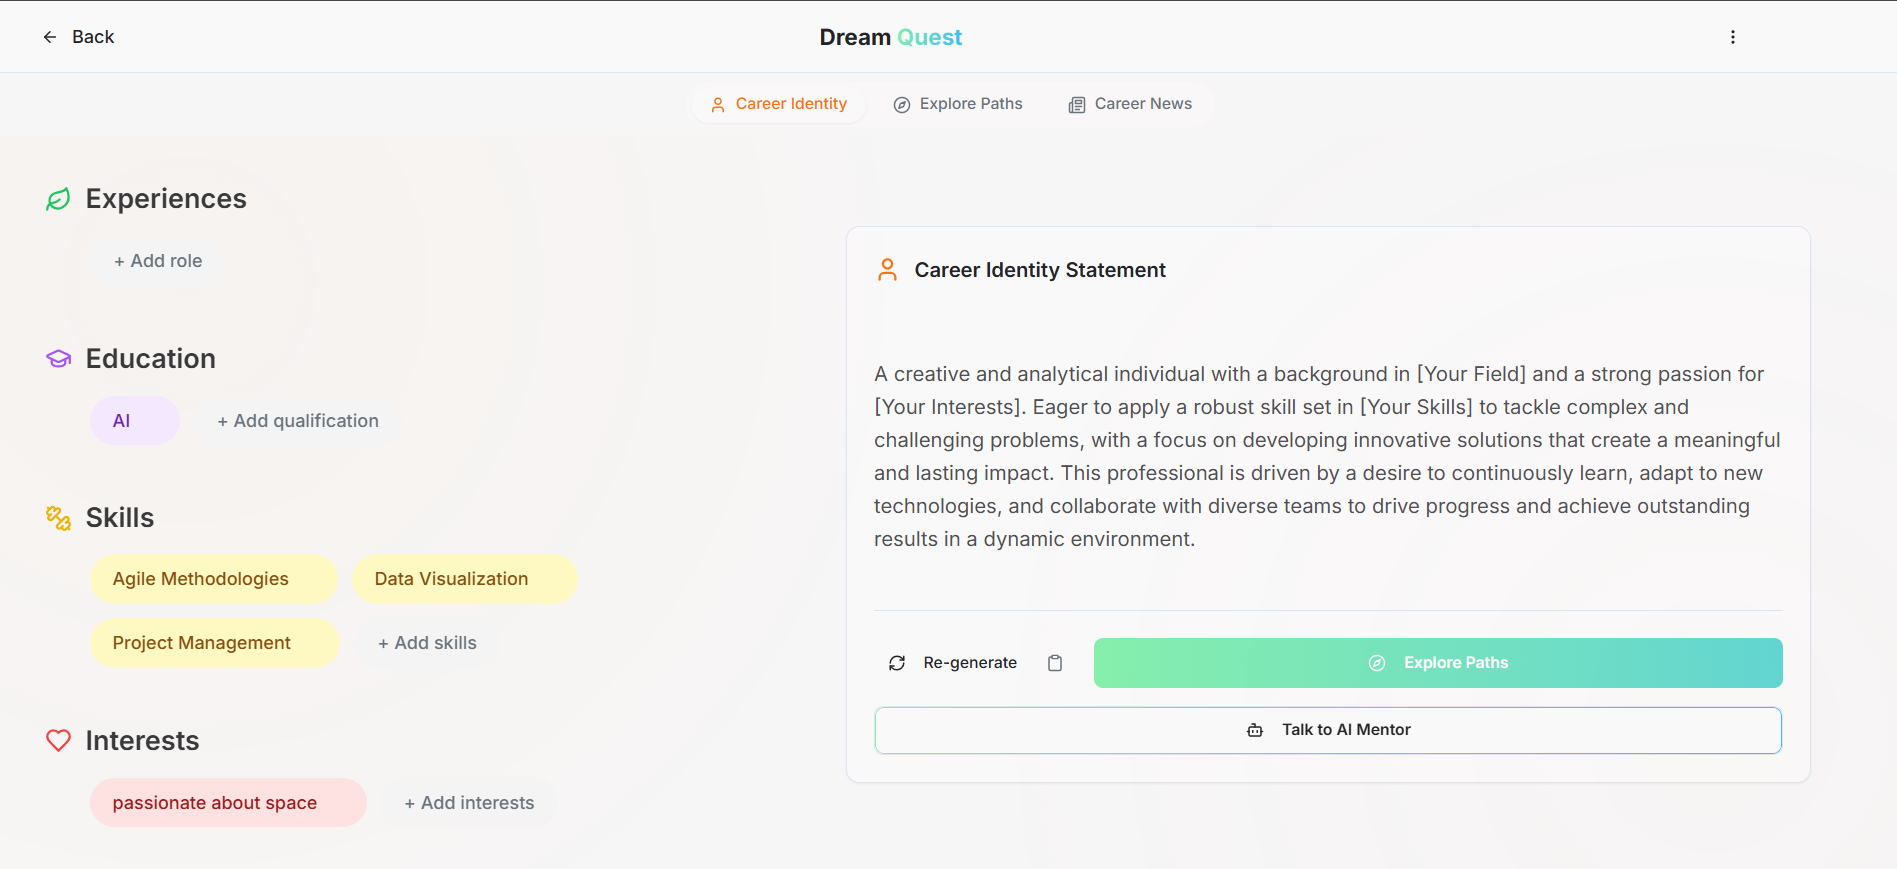 Back
Dream Quest
Career Identity
Explore Paths
Career News
Experiences
+ Add role
Education
AI
+ Add qualification
Skills
Agile Methodologies
Data Visualization
Project Management
+ Add skills
Interests
passionate about space
+ Add interests
Career Identity Statement
A creative and analytical individual with a background in [Your Field] and a strong passion for
[Your Interests]. Eager to apply a robust skill set in [Your Skills] to tackle complex and
challenging problems, with a focus on developing innovative solutions that create a meaningful
and lasting impact. This professional is driven by a desire to continuously learn, adapt to new
technologies, and collaborate with diverse teams to drive progress and achieve outstanding
results in a dynamic environment.
Re-generate
Explore Paths
Talk to AI Mentor